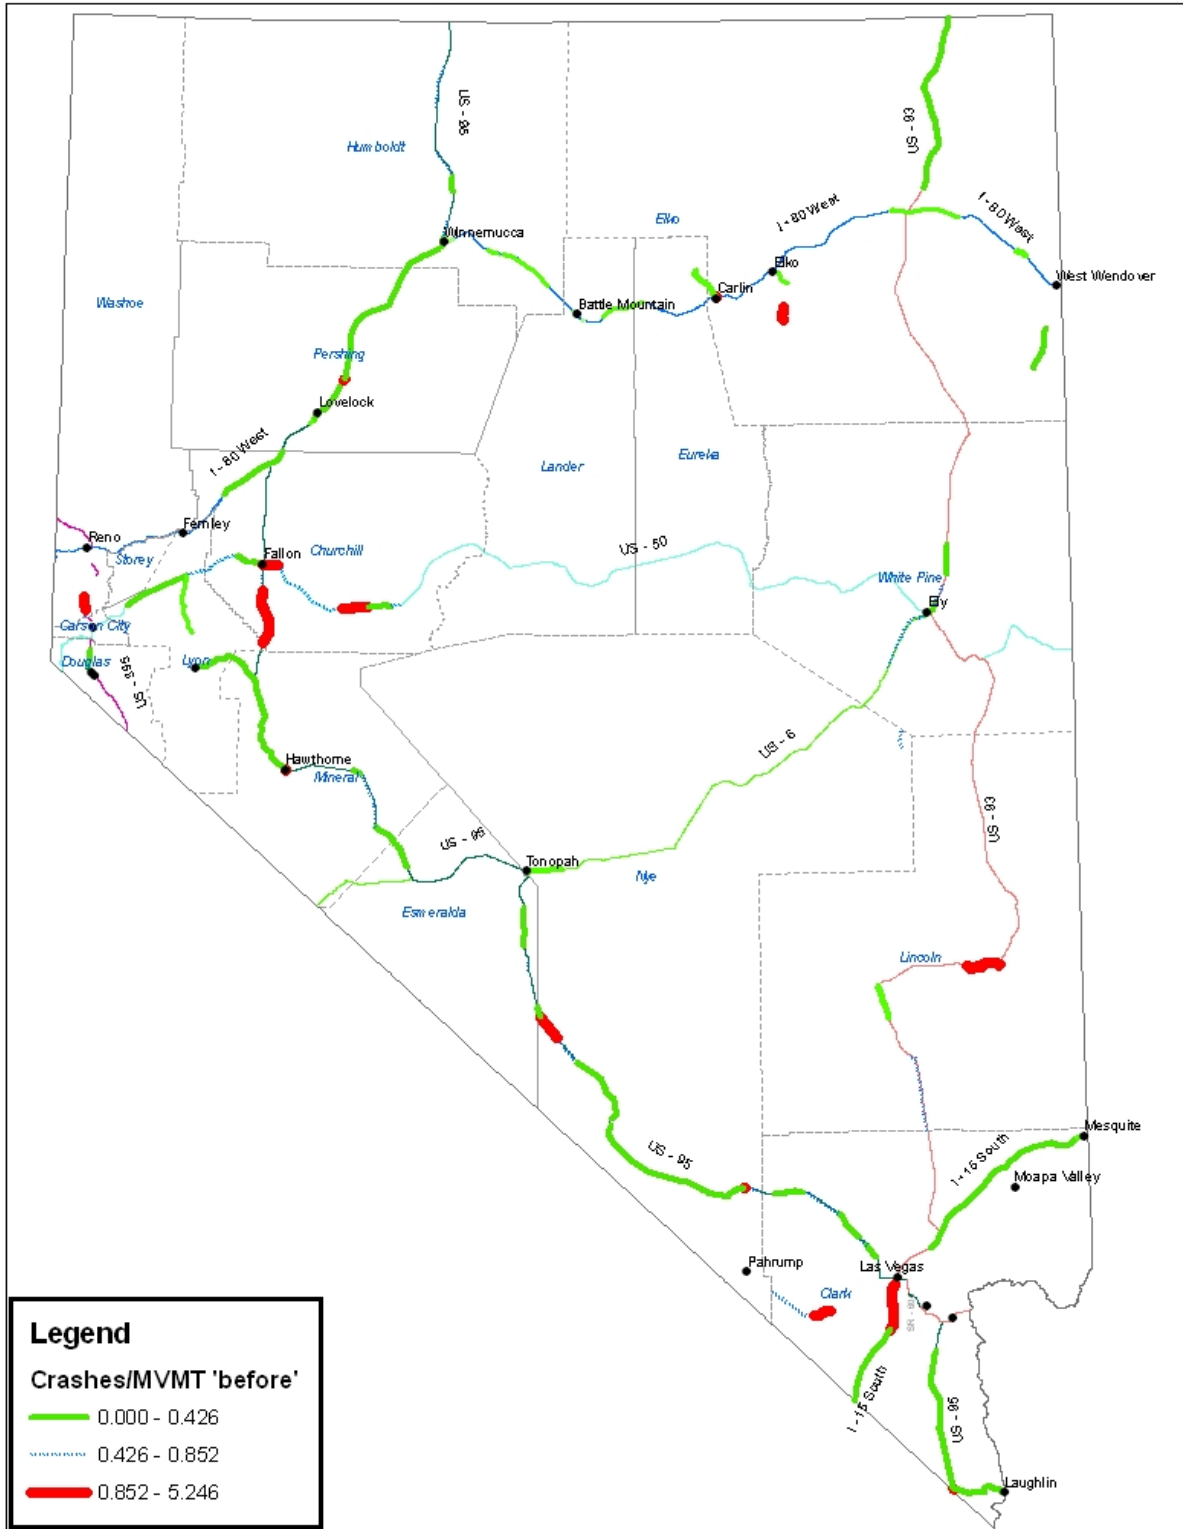 US - 95
US - 93
Humboldt
Elko
I - 80 West
I - 80 West
Winnemucca
Elko
West Wendover
Carlin
Washoe
Battle Mountain
Pershing
Lovelock
I - 80 West
Lander
Eureka
Fernley
Reno
Storey
Fallon
Churchill
US - 50
White Pine
Ely
Carson City
Douglas
Lyon
US - 395
US - 6
Hawthorne
Mineral
US - 93
US - 95
Tonopah
Nye
Esmeralda
Lincoln
Mesquite
I - 15 South
US - 95
Moapa Valley
Pahrump
Las Vegas
Clark
I - 15 South
US - 95
Laughlin
Legend
Crashes/MVMT 'before'
0.000 - 0.426
0.426 - 0.852
0.852 - 5.246